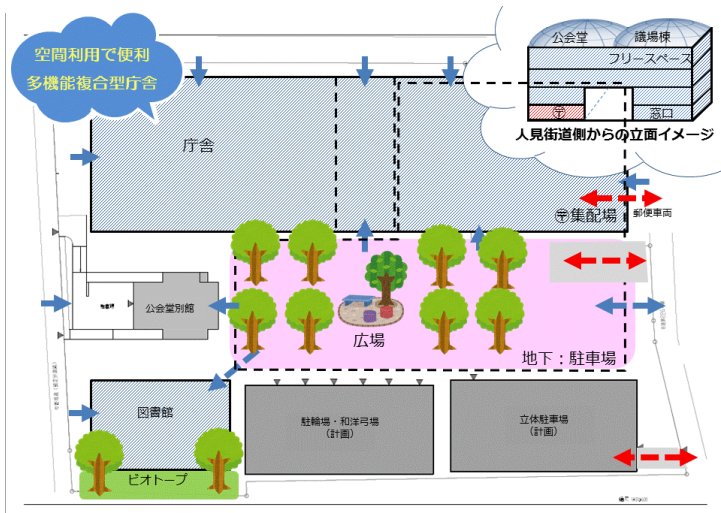 空間利用で便利
多機能複合型庁舎
公会堂
議場棟
フリースペース
〶
窓口
人見街道側からの立面イメージ
庁舎
〶集配場
郵便車両
公会堂別館
広場
地下：駐車場
図書館
駐輪場・和洋弓場
（計画）
立体駐車場
（計画）
ビオトープ